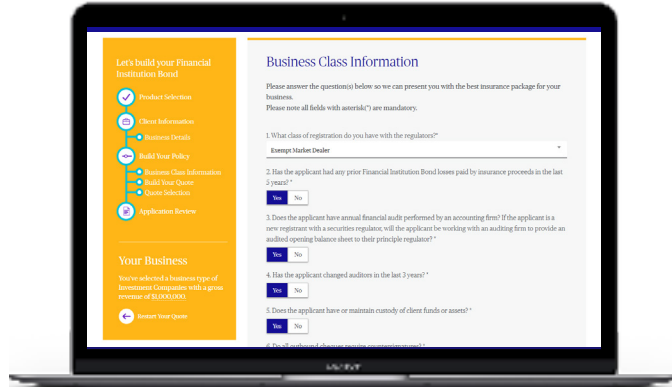 Let's build your Financial
Institution Bond
Product Selection
Client Information
Business Details
Build Your Policy
Business Class Information
Build Your Quote
Quote Selection
Application Review
Your Business
You've selected a business type of
Investment Companies with a gross
revenue of $1,000,000.
Restart Your Quote
Business Class Information
Please answer the question(s) below so we can present you with the best insurance package for your
business.
Please note all fields with asterisk(*) are mandatory.
1. What class of registration do you have with the regulators?*
Exempt Market Dealer
2. Has the applicant had any prior Financial Institution Bond losses paid by insurance proceeds in the last
5 years? *
Yes No
3. Does the applicant have annual financial audit performed by an accounting firm? If the applicant is a
new registrant with a securities regulator, will the applicant be working with an auditing firm to provide an
audited opening balance sheet to their principle regulator? *
Yes No
4. Has the applicant changed auditors in the last 3 years? *
Yes No
5. Does the applicant have or maintain custody of client funds or assets? *
Yes No
6. Do all outbound cheques require countersignatures? *